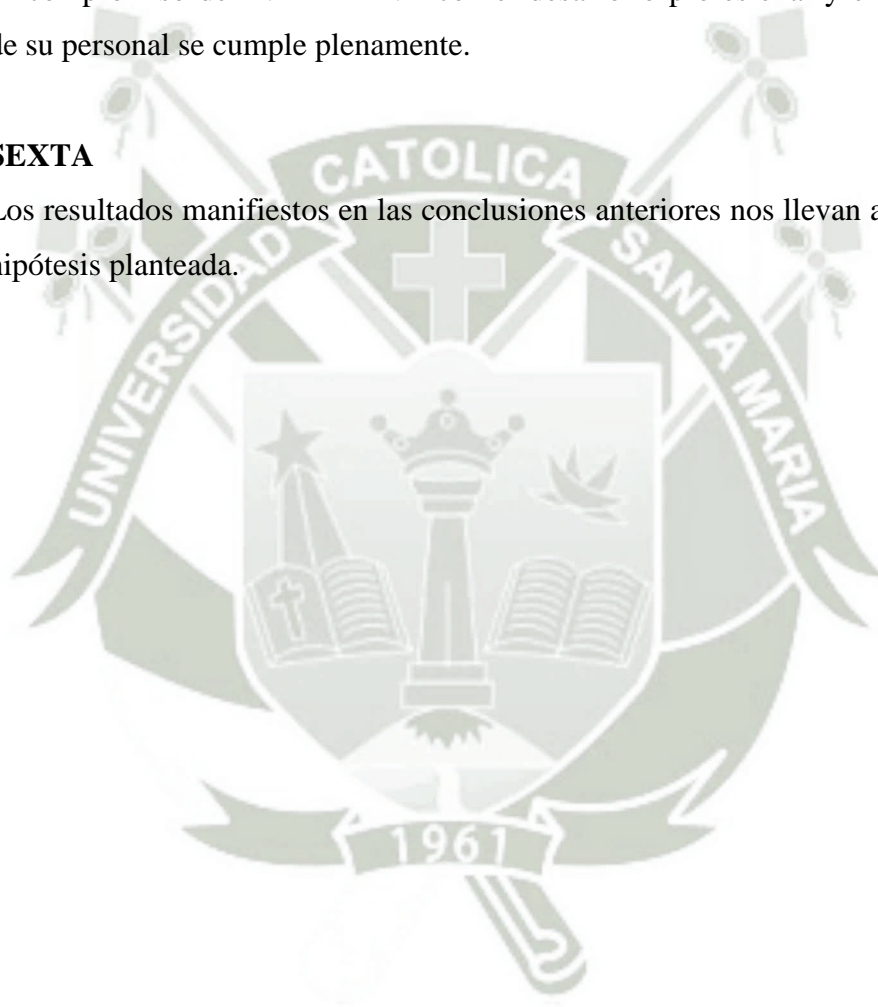 de su personal se cumple plenamente.
SEXTA
Los resultados manifiestos en las conclusiones anteriores nos llevan a
hipótesis planteada.
UNIVERSIDAD CATOLICA SANTA MARIA
1961